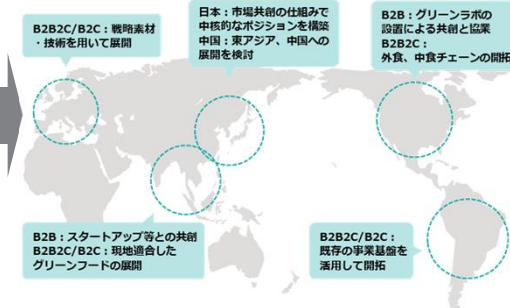 B2B2C/B2C：戦略素材
・技術を用いて展開
日本：市場共創の仕組みで
中核的なポジションを構築
中国：東アジア、中国への
展開を検討
B2B：グリーンラボの
設置による共創と協業
B2B2C：
外食、中食チェーンの開拓
B2B：スタートアップ等との共創
B2B2C/B2C：現地適合した
グリーンフードの展開
B2B2C/B2C：
既存の事業基盤を
活用して開拓